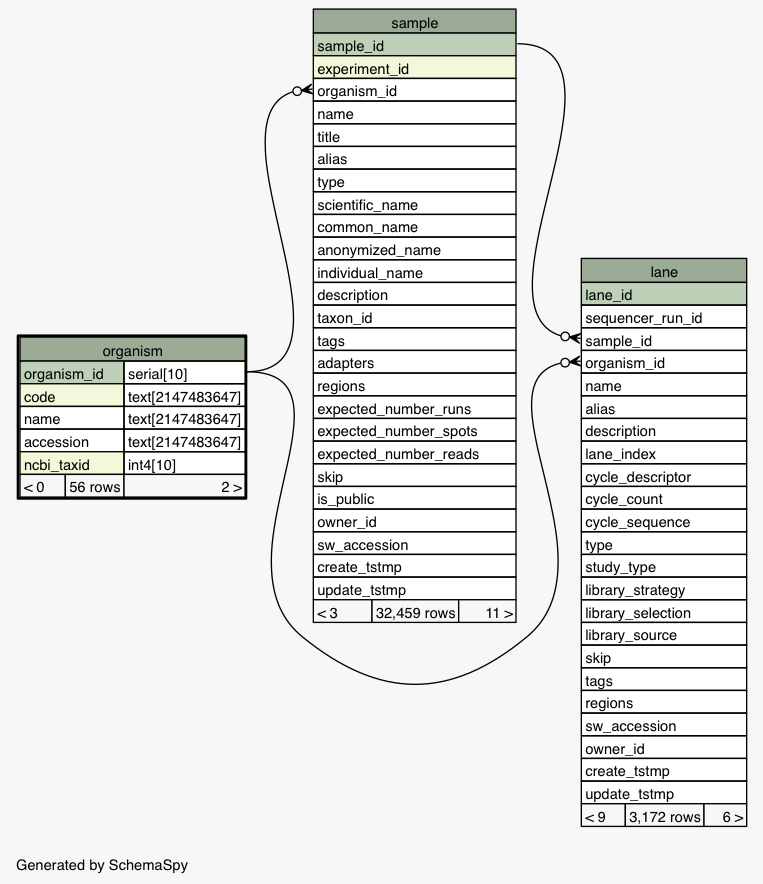 sample
sample_id
experiment_id
organism_id
name
title
alias
type
scientific_name
common_name
anonymized_name
individual_name
description
taxon_id
tags
adapters
regions
expected_number_runs
expected_number_spots
expected_number_reads
skip
is_public
owner_id
sw_accession
create_tstmp
update_tstmp
< 3 32,459 rows 11 >
organism
organism_id serial[10]
code text[2147483647]
name text[2147483647]
accession text[2147483647]
ncbi_taxid int4[10]
< 0 56 rows 2 >
lane
lane_id
sequencer_run_id
sample_id
organism_id
name
alias
description
lane_index
cycle_descriptor
cycle_count
cycle_sequence
type
study_type
library_strategy
library_selection
library_source
skip
tags
regions
sw_accession
owner_id
create_tstmp
update_tstmp
< 9 3,172 rows 6 >
Generated by SchemaSpy